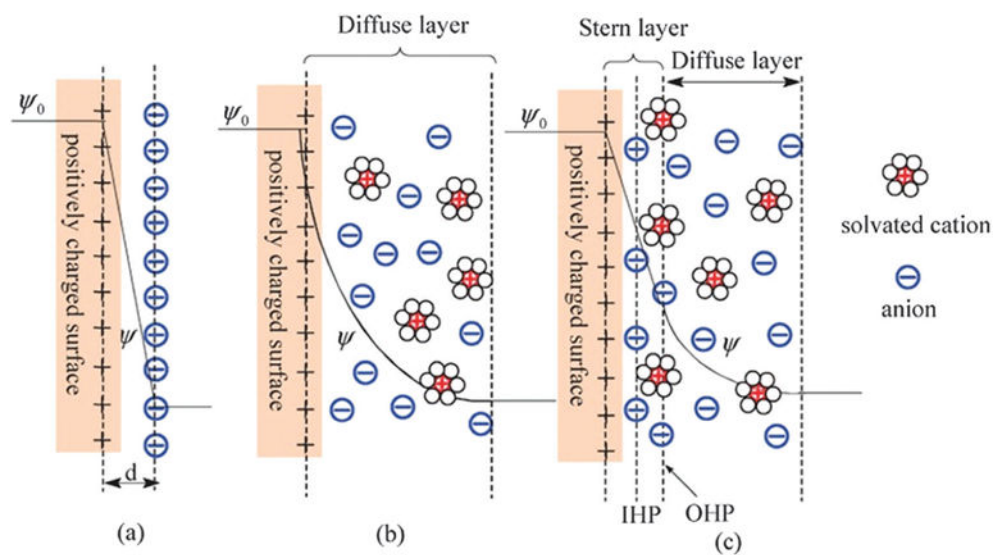 Diffuse layer
Stern layer
Diffuse layer
ψ₀
positively charged surface
ψ
d
(a)
ψ₀
positively charged surface
ψ
(b)
ψ₀
positively charged surface
ψ
IHP
OHP
(c)
solvated cation
anion